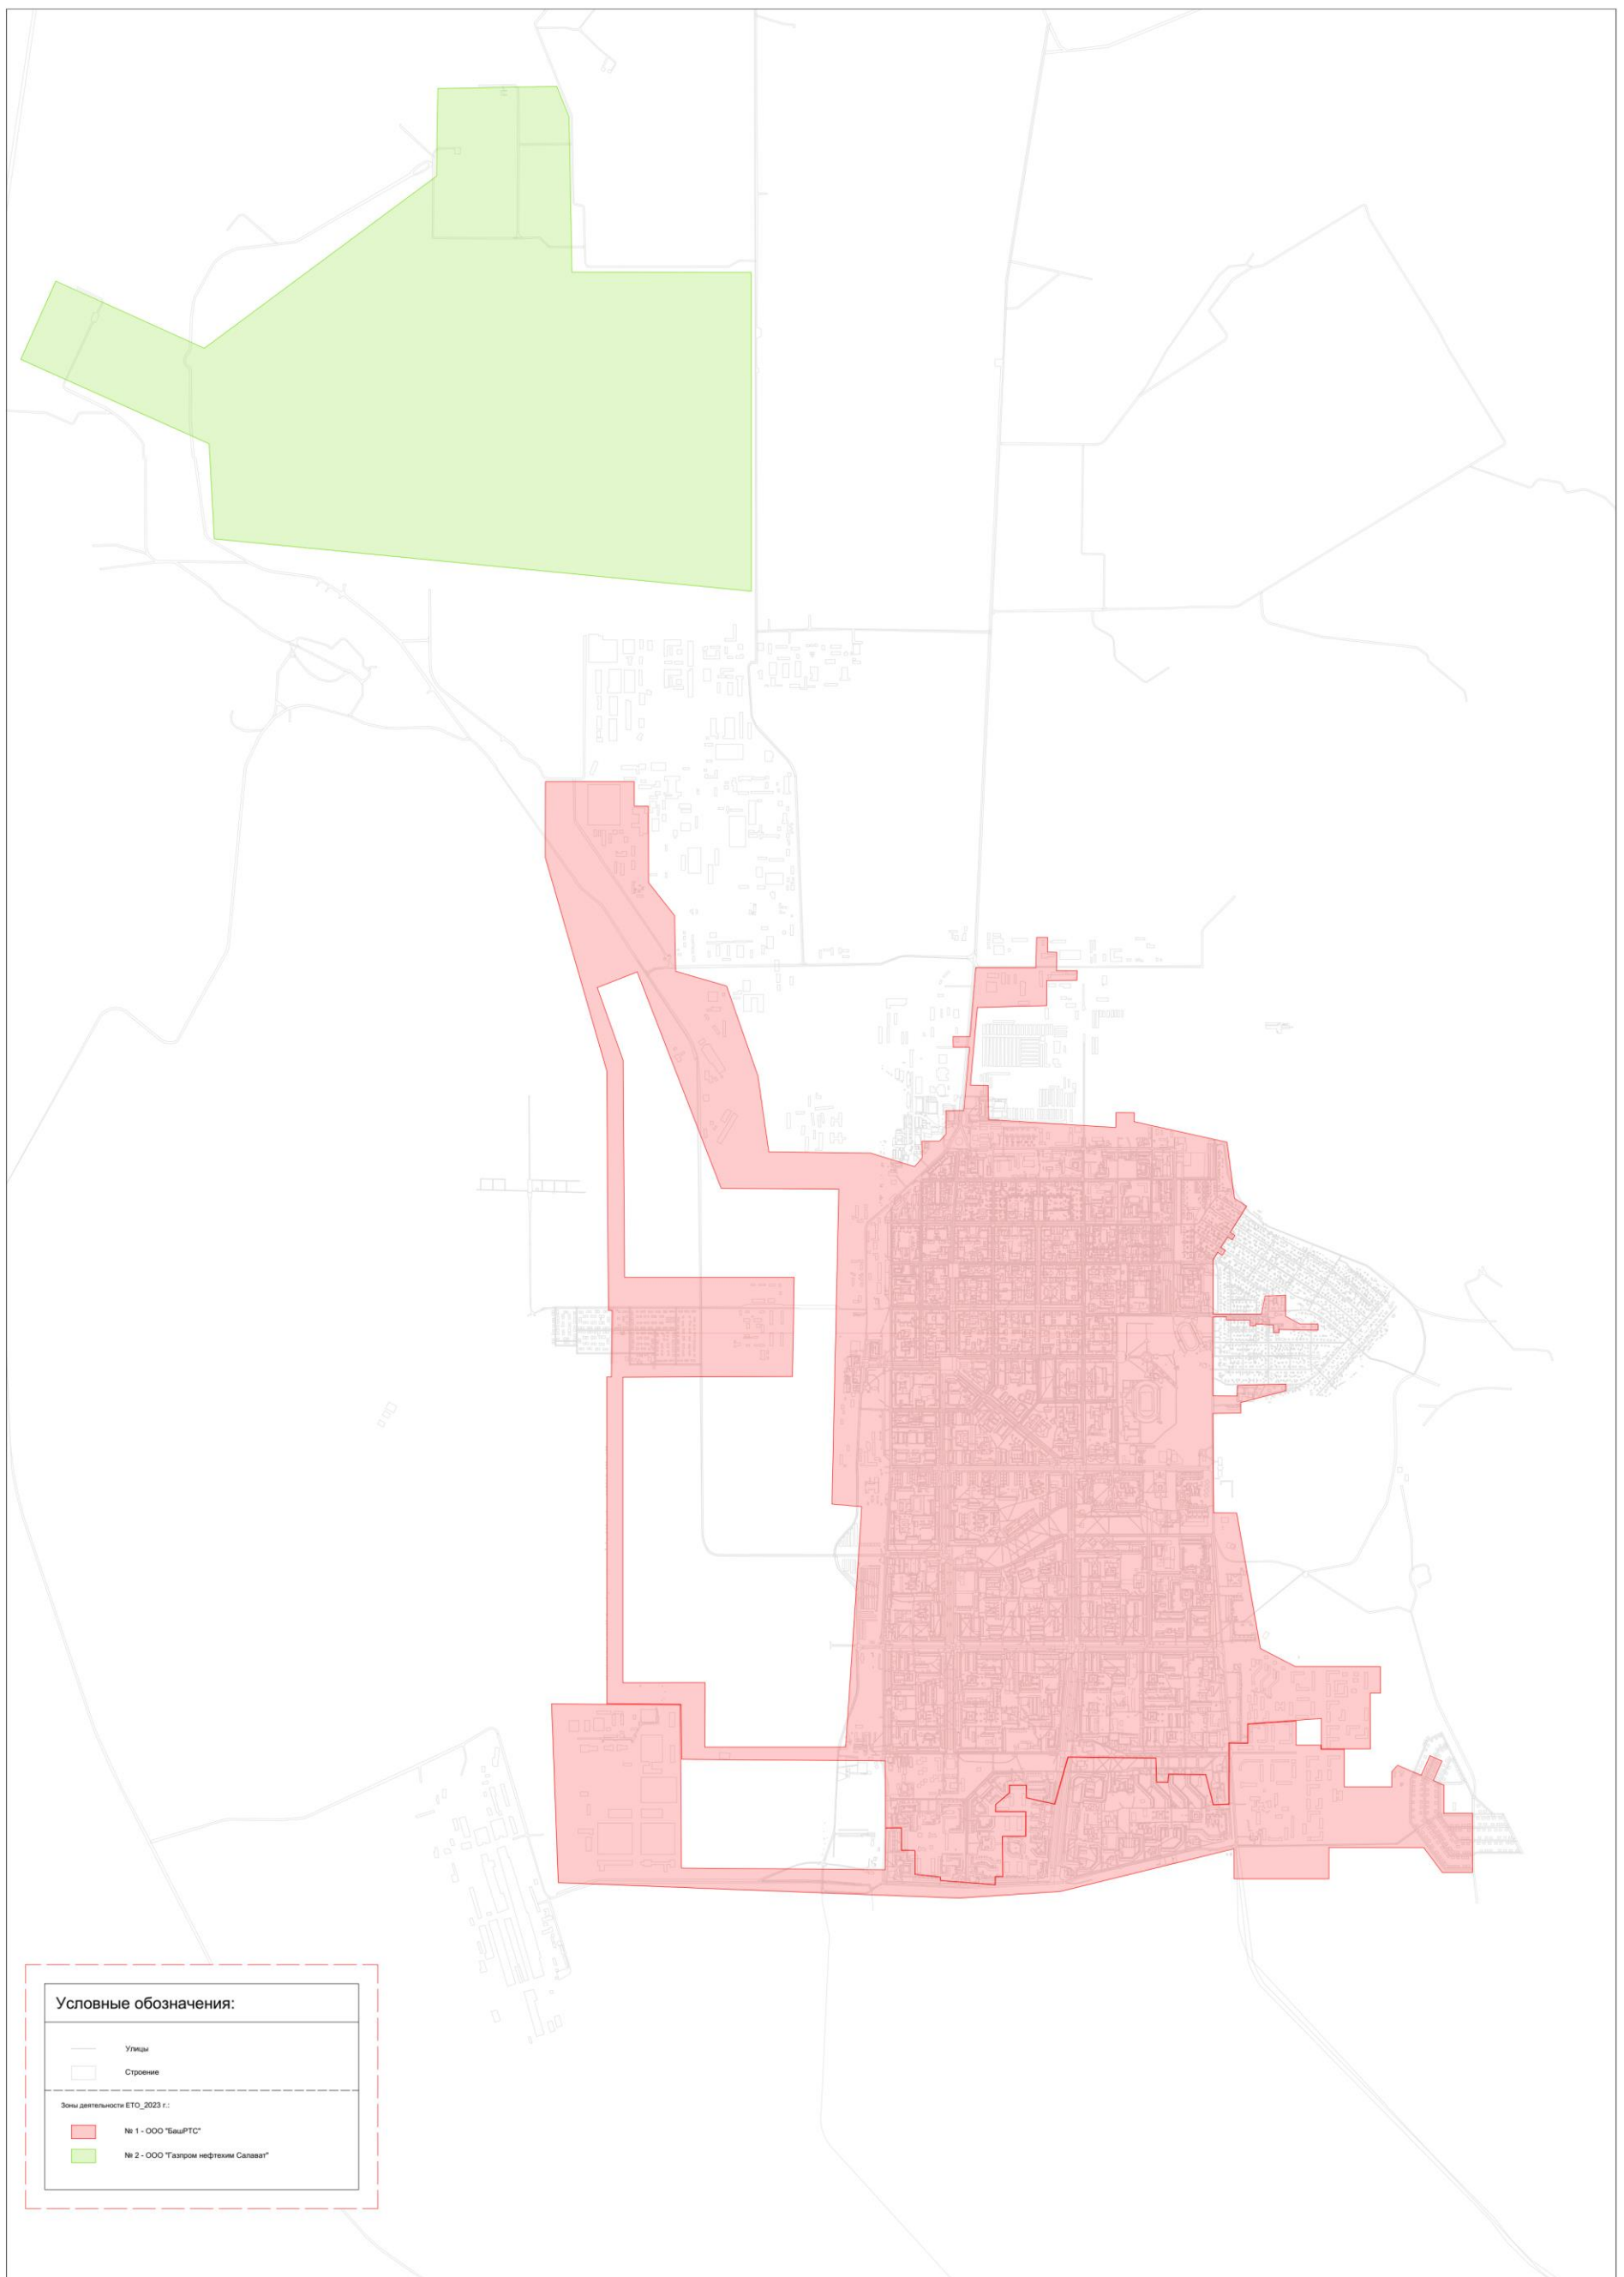 Условные обозначения:
Улицы
Строение
Зоны деятельности ЕТО_2023 г.:
№ 1 - ООО "БашРТС"
№ 2 - ООО "Газпром нефтехим Салават"